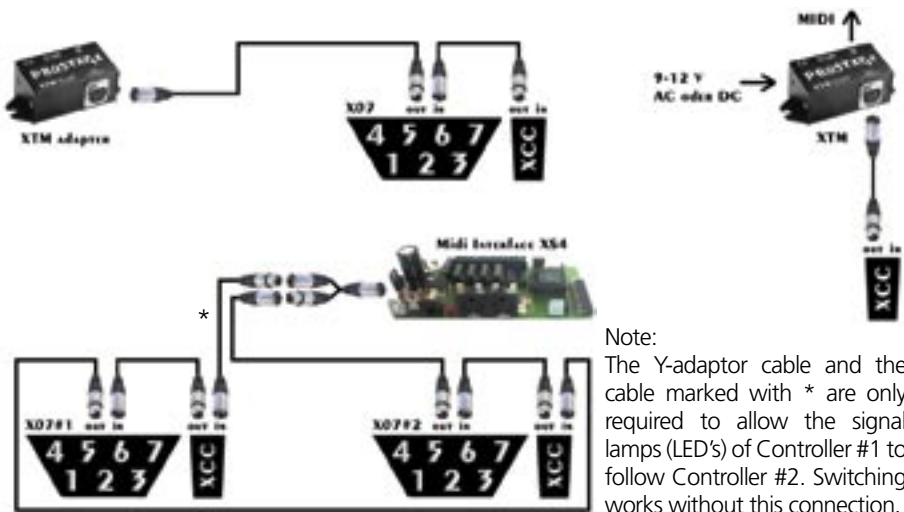 MIDI
PROSTAGE
9-12 V
AC oder DC
XTM adapter
XTM
PROSTAGE
X07
out in
out in
4 5 6 7
1 2 3
XCC
out in
XCC
Midi Interface XS4
*
X07#1
out in
out in
4 5 6 7
1 2 3
XCC
X07#2
out in
out in
4 5 6 7
1 2 3
XCC
Note:
The Y-adaptor cable and the
cable marked with * are only
required to allow the signal
lamps (LED's) of Controller #1 to
follow Controller #2. Switching
works without this connection.